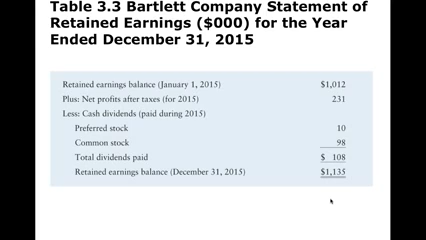 Table 3.3 Bartlett Company Statement of
Retained Earnings ($000) for the Year
Ended December 31, 2015
Retained earnings balance (January 1, 2015) $1,012
Plus: Net profits after taxes (for 2015) 231
Less: Cash dividends (paid during 2015)
Preferred stock 10
Common stock 98
Total dividends paid $ 108
Retained earnings balance (December 31, 2015) $1,135